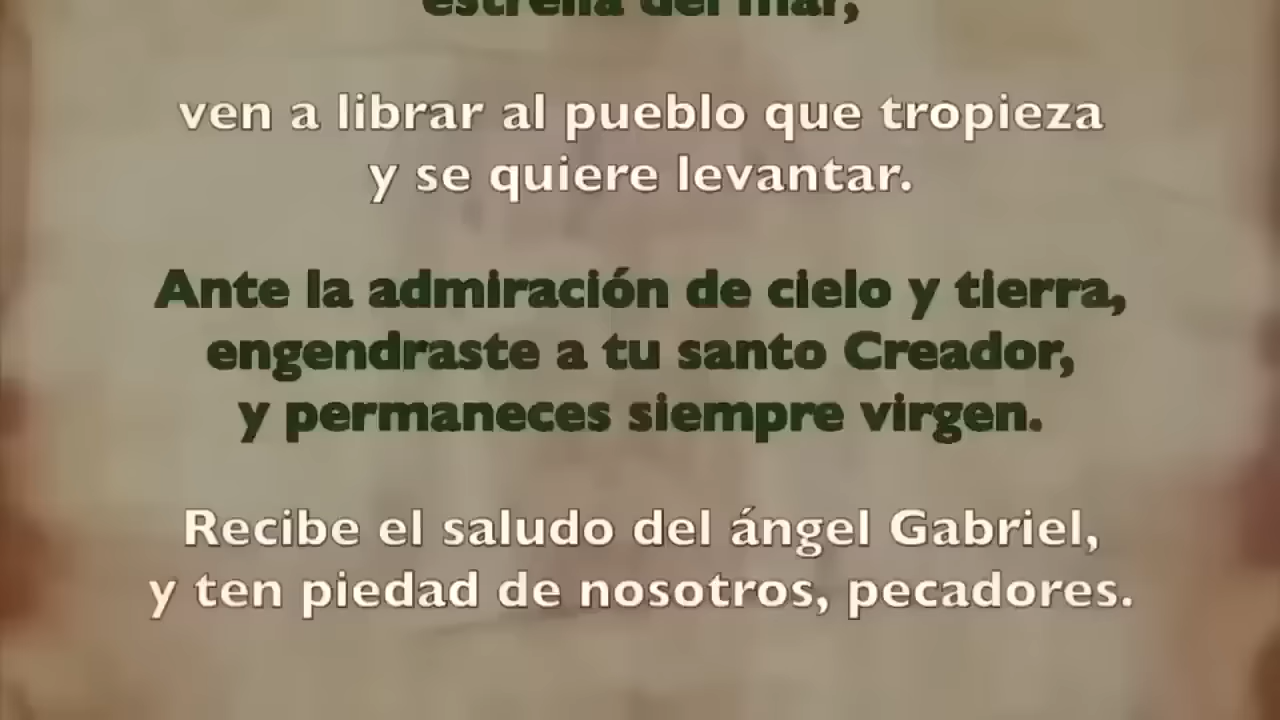 estrella del mar,
ven a librar al pueblo que tropieza
y se quiere levantar.
Ante la admiración de cielo y tierra,
engendraste a tu santo Creador,
y permaneces siempre virgen.
Recibe el saludo del ángel Gabriel,
y ten piedad de nosotros, pecadores.